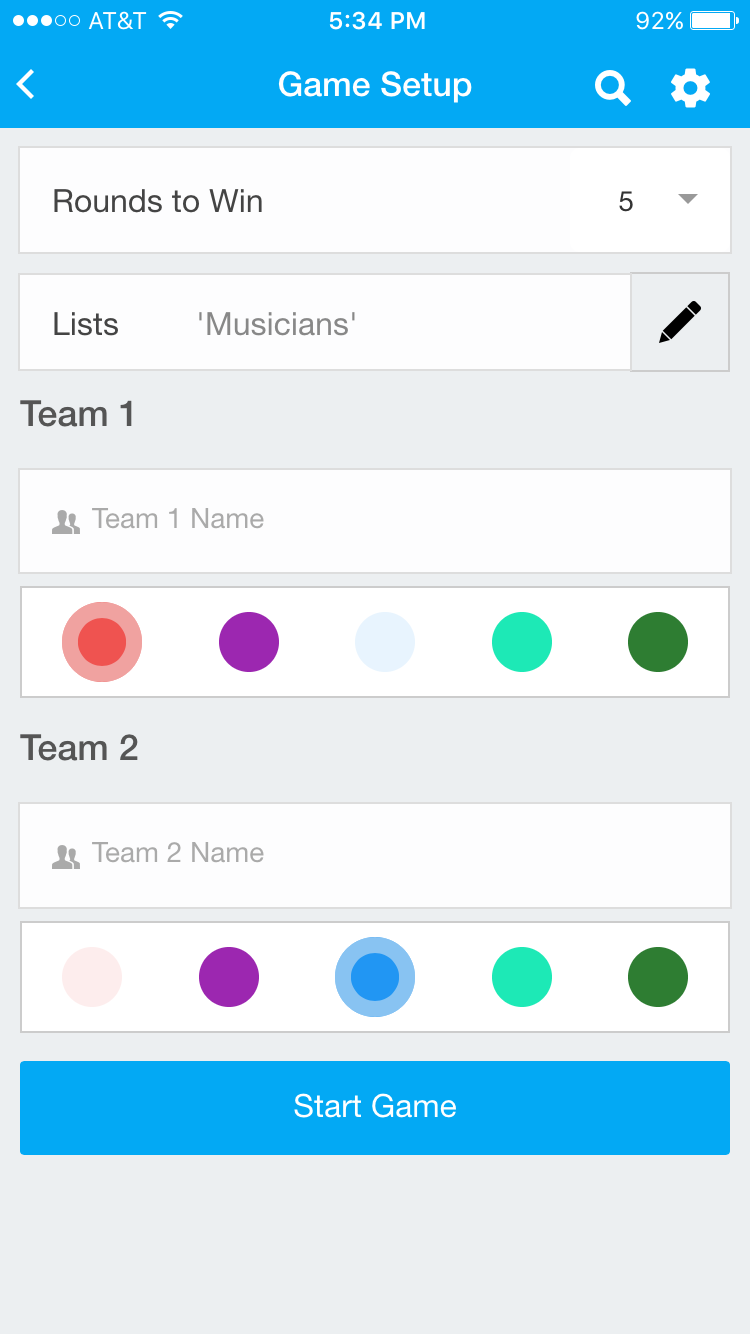 AT&T 5:34 PM 92%
Game Setup
Rounds to Win 5
Lists 'Musicians'
Team 1
Team 1 Name
Team 2
Team 2 Name
Start Game